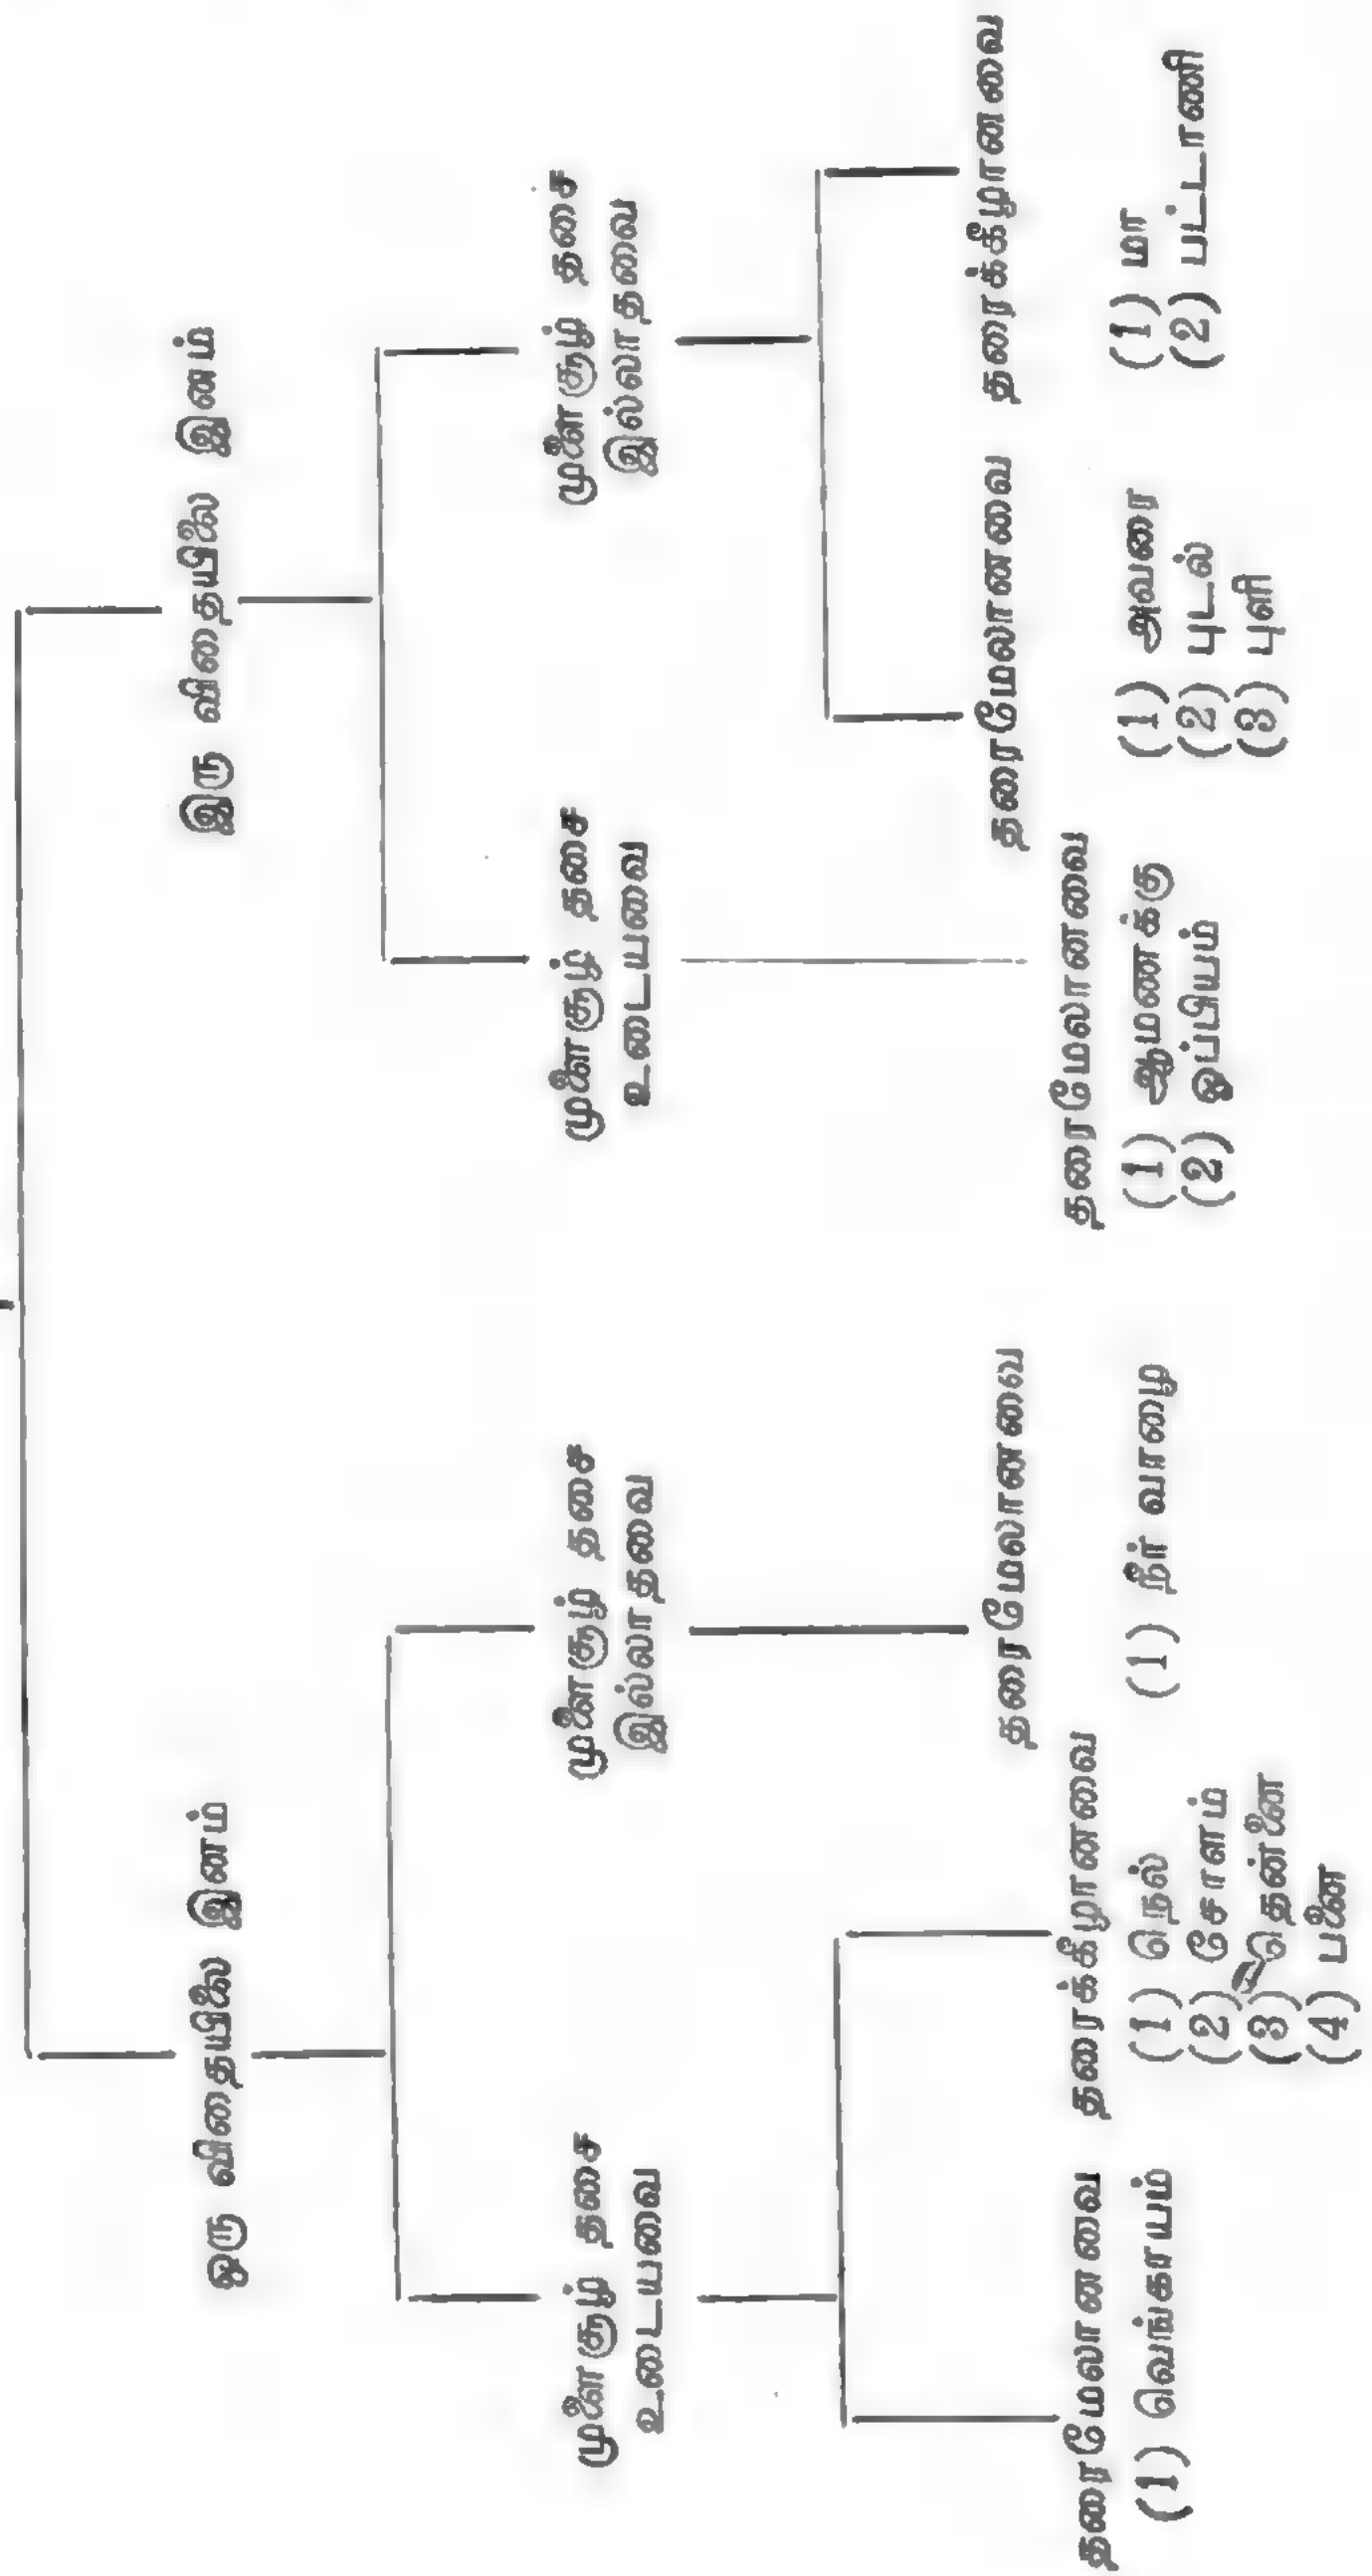 ஒரு விதையிலை இனம்
இரு விதையிலை இனம்
முளைசூழ் தசை
உடையவை
முளைசூழ் தசை
இல்லாதவை
முளைசூழ் தசை
உடையவை
முளைசூழ் தசை
இல்லாதவை
தரைமேலானவை
(1) வெங்காயம்
தரைக்கீழானவை
(1) நெல்
(2) சோளம்
(3) தென்னை
(4) பனை
தரைமேலானவை
(1) நீர் வாழை
தரைமேலானவை
(1) ஆமணக்கு
(2) ஓப்பியம்
தரைமேலானவை
(1) அவரை
(2) புடல்
(3) புளி
தரைக்கீழானவை
(1) மா
(2) பட்டாணி